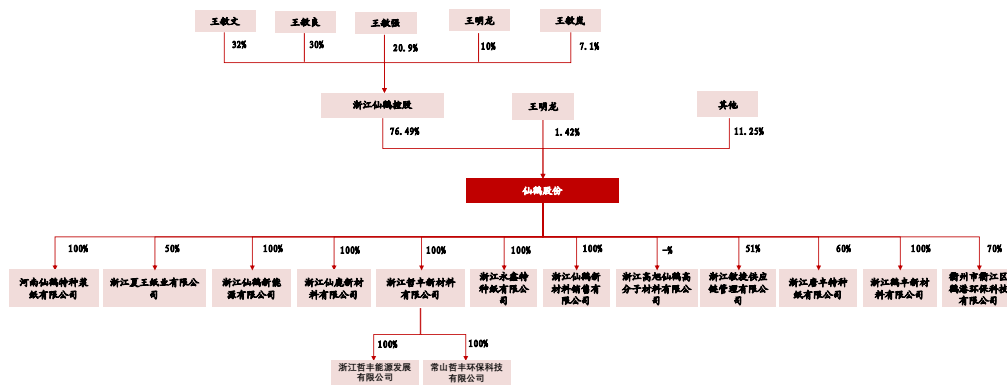 王敏文
王敏良
王敏强
王明龙
王敏岚
32%
30%
20.9%
10%
7.1%
浙江仙鹤控股
王明龙
其他
76.49%
1.42%
11.25%
仙鹤股份
100%
50%
100%
100%
100%
100%
100%
-%
51%
60%
100%
70%
河南仙鹤特种浆
纸有限公司
浙江夏王纸业有限公
司
浙江仙鹤新能
源有限公司
浙江仙鹿新材
料有限公司
浙江哲丰新材料
有限公司
浙江永鑫特
种纸有限公
司
浙江仙鹤新
材料销售有
限公司
浙江高旭仙鹤高
分子材料有限公司
浙江敏捷供应
链管理有限公
司
浙江唐丰特种
纸有限公司
浙江鹤丰新材
料有限公司
衢州市衢江区
鹤港环保科技
有限公司
100%
100%
浙江哲丰能源发展
有限公司
常山哲丰环保科技
有限公司